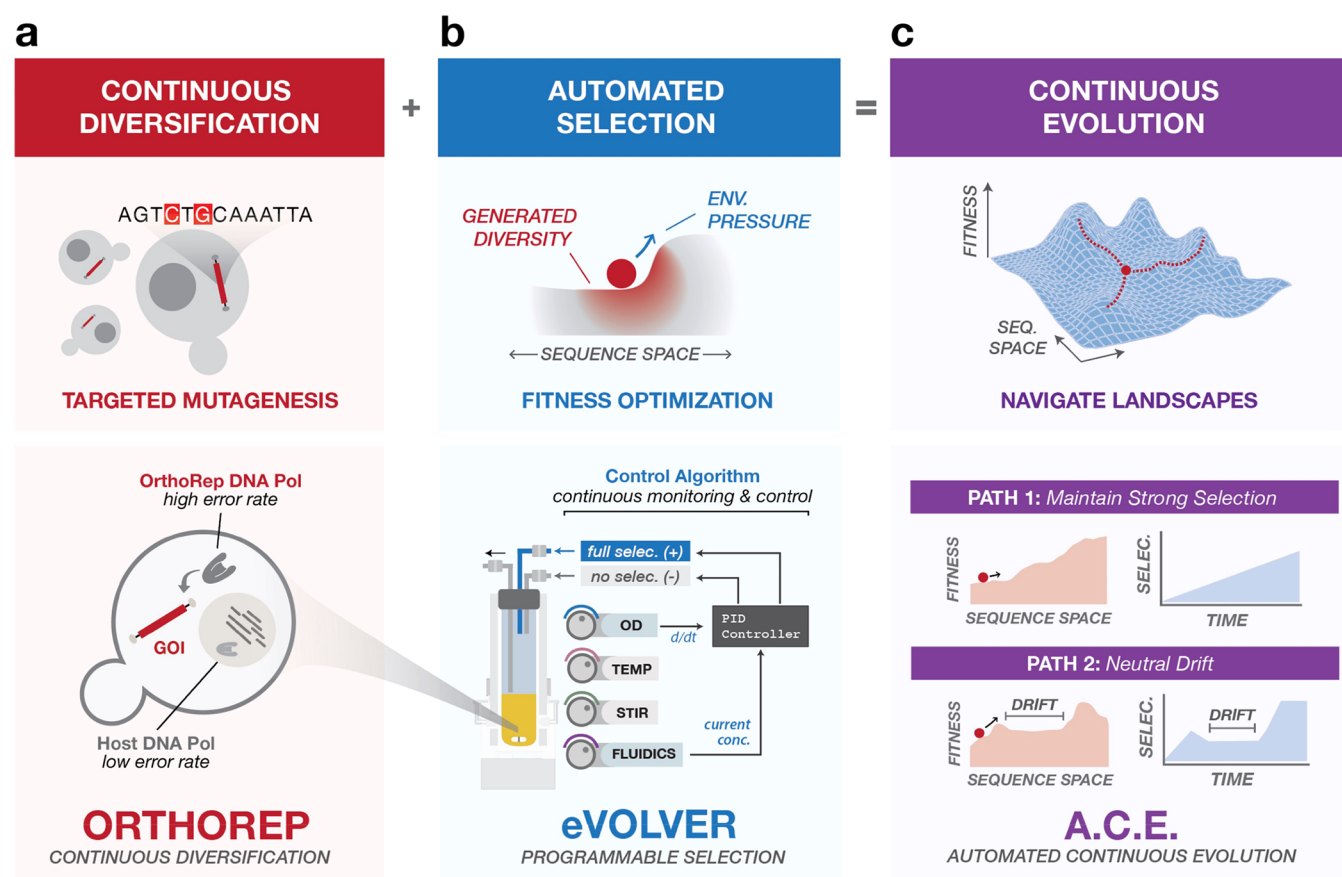 a
CONTINUOUS
DIVERSIFICATION
AGTCTGCAAATTA
TARGETED MUTAGENESIS
OrthoRep DNA Pol
high error rate
GOI
Host DNA Pol
low error rate
ORTHOREP
CONTINUOUS DIVERSIFICATION
+
b
AUTOMATED
SELECTION
GENERATED
DIVERSITY
ENV.
PRESSURE
SEQUENCE SPACE
FITNESS OPTIMIZATION
Control Algorithm
continuous monitoring & control
full selec. (+)
no selec. (-)
OD
d/dt
PID
Controller
TEMP
STIR
current
conc.
FLUIDICS
eVOLVER
PROGRAMMABLE SELECTION
=
c
CONTINUOUS
EVOLUTION
FITNESS
SEQ.
SPACE
NAVIGATE LANDSCAPES
PATH 1: Maintain Strong Selection
FITNESS
SEQUENCE SPACE
SELEC.
TIME
PATH 2: Neutral Drift
FITNESS
DRIFT
SEQUENCE SPACE
SELEC.
DRIFT
TIME
A.C.E.
AUTOMATED CONTINUOUS EVOLUTION